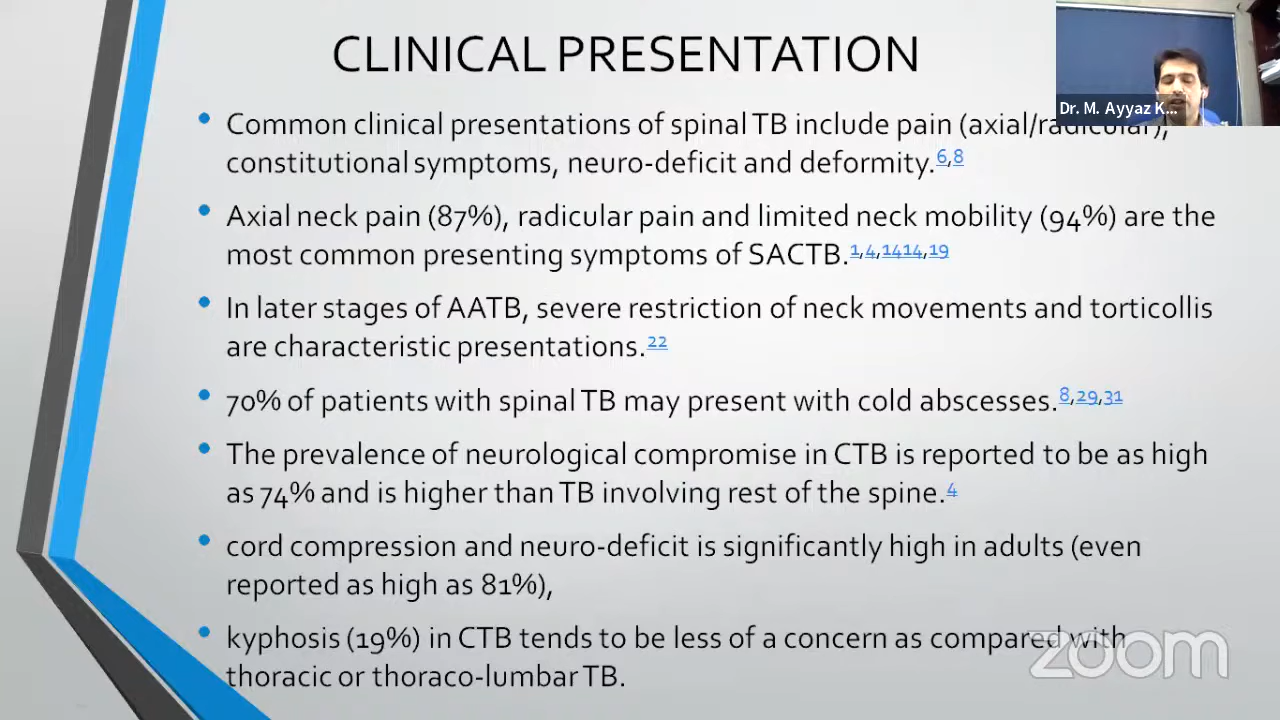 CLINICAL PRESENTATION
Dr. M. Ayyaz K...
• Common clinical presentations of spinal TB include pain (axial/radicular),
constitutional symptoms, neuro-deficit and deformity.6,8
• Axial neck pain (87%), radicular pain and limited neck mobility (94%) are the
most common presenting symptoms of SACTB.1,4,1414,19
• In later stages of AATB, severe restriction of neck movements and torticollis
are characteristic presentations.22
• 70% of patients with spinal TB may present with cold abscesses.8,29,31
• The prevalence of neurological compromise in CTB is reported to be as high
as 74% and is higher than TB involving rest of the spine.4
• cord compression and neuro-deficit is significantly high in adults (even
reported as high as 81%),
• kyphosis (19%) in CTB tends to be less of a concern as compared with
thoracic or thoraco-lumbar TB.
zoom